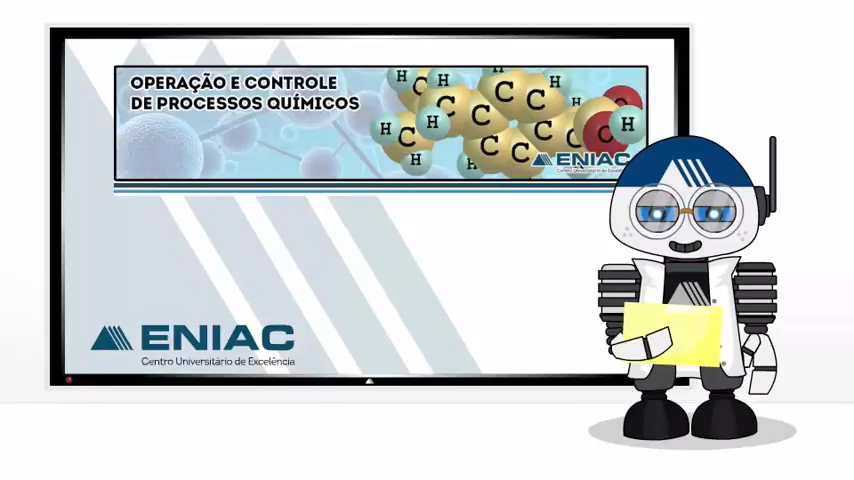 OPERAÇÃO E CONTROLE
DE PROCESSOS QUÍMICOS
H
H
H
H
C
C
C
C
H
C
H
H
C
C
C
C
H
C
H
H
ENIAC
Centro Universitário de Excelência
ENIAC
Centro Universitário de Excelência